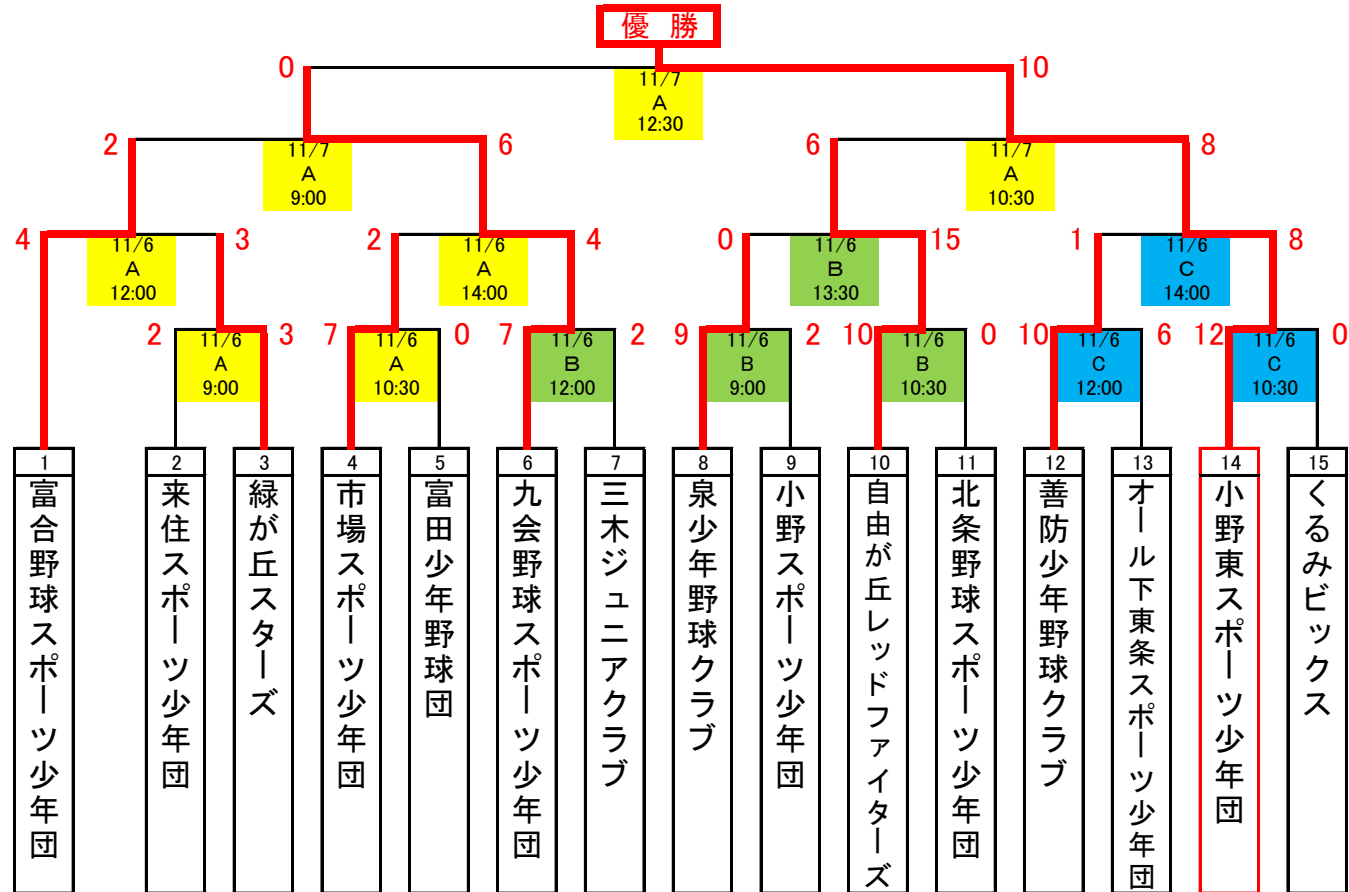 優 勝
0
10
11/7
A
12:30
2
6
11/7
A
9:00
6
8
11/7
A
10:30
4
3
11/6
A
12:00
2
4
11/6
A
14:00
0
15
11/6
B
13:30
1
8
11/6
C
14:00
2
3
11/6
A
9:00
7
0
11/6
A
10:30
7
2
11/6
B
12:00
9
2
11/6
B
9:00
10
0
11/6
B
10:30
10
6
11/6
C
12:00
12
0
11/6
C
10:30
1
富合野球スポーツ少年団
2
来住スポーツ少年団
3
緑が丘スターズ
4
市場スポーツ少年団
5
富田少年野球団
6
九会野球スポーツ少年団
7
三木ジュニアクラブ
8
泉少年野球クラブ
9
小野スポーツ少年団
10
自由が丘レッドファイターズ
11
北条野球スポーツ少年団
12
善防少年野球クラブ
13
オール下東条スポーツ少年団
14
小野東スポーツ少年団
15
くるみビックス